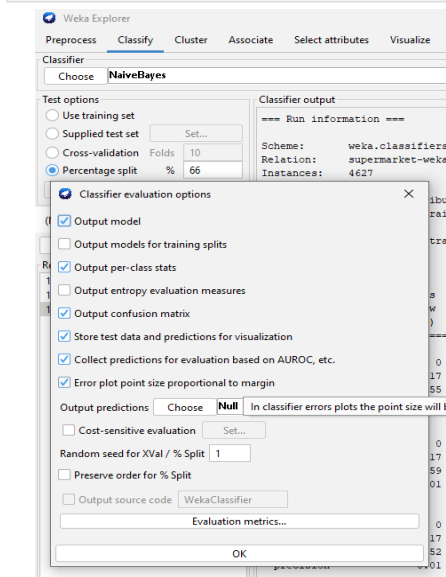 Weka Explorer
Preprocess Classify Cluster Associate Select attributes Visualize
Classifier
Choose NaiveBayes
Test options
Use training set
Supplied test set Set...
Cross-validation Folds 10
Percentage split % 66
Classifier output
=== Run information ===
Scheme: weka.classifiers
Relation: supermarket-weka
Instances: 4627
Classifier evaluation options
Output model
Output models for training splits
Output per-class stats
Output entropy evaluation measures
Output confusion matrix
Store test data and predictions for visualization
Collect predictions for evaluation based on AUROC, etc.
Error plot point size proportional to margin
Output predictions Choose Null In classifier errors plots the point size will b
Cost-sensitive evaluation Set...
Random seed for XVal / % Split 1
Preserve order for % Split
Output source code WekaClassifier
Evaluation metrics...
OK
precision 0.01